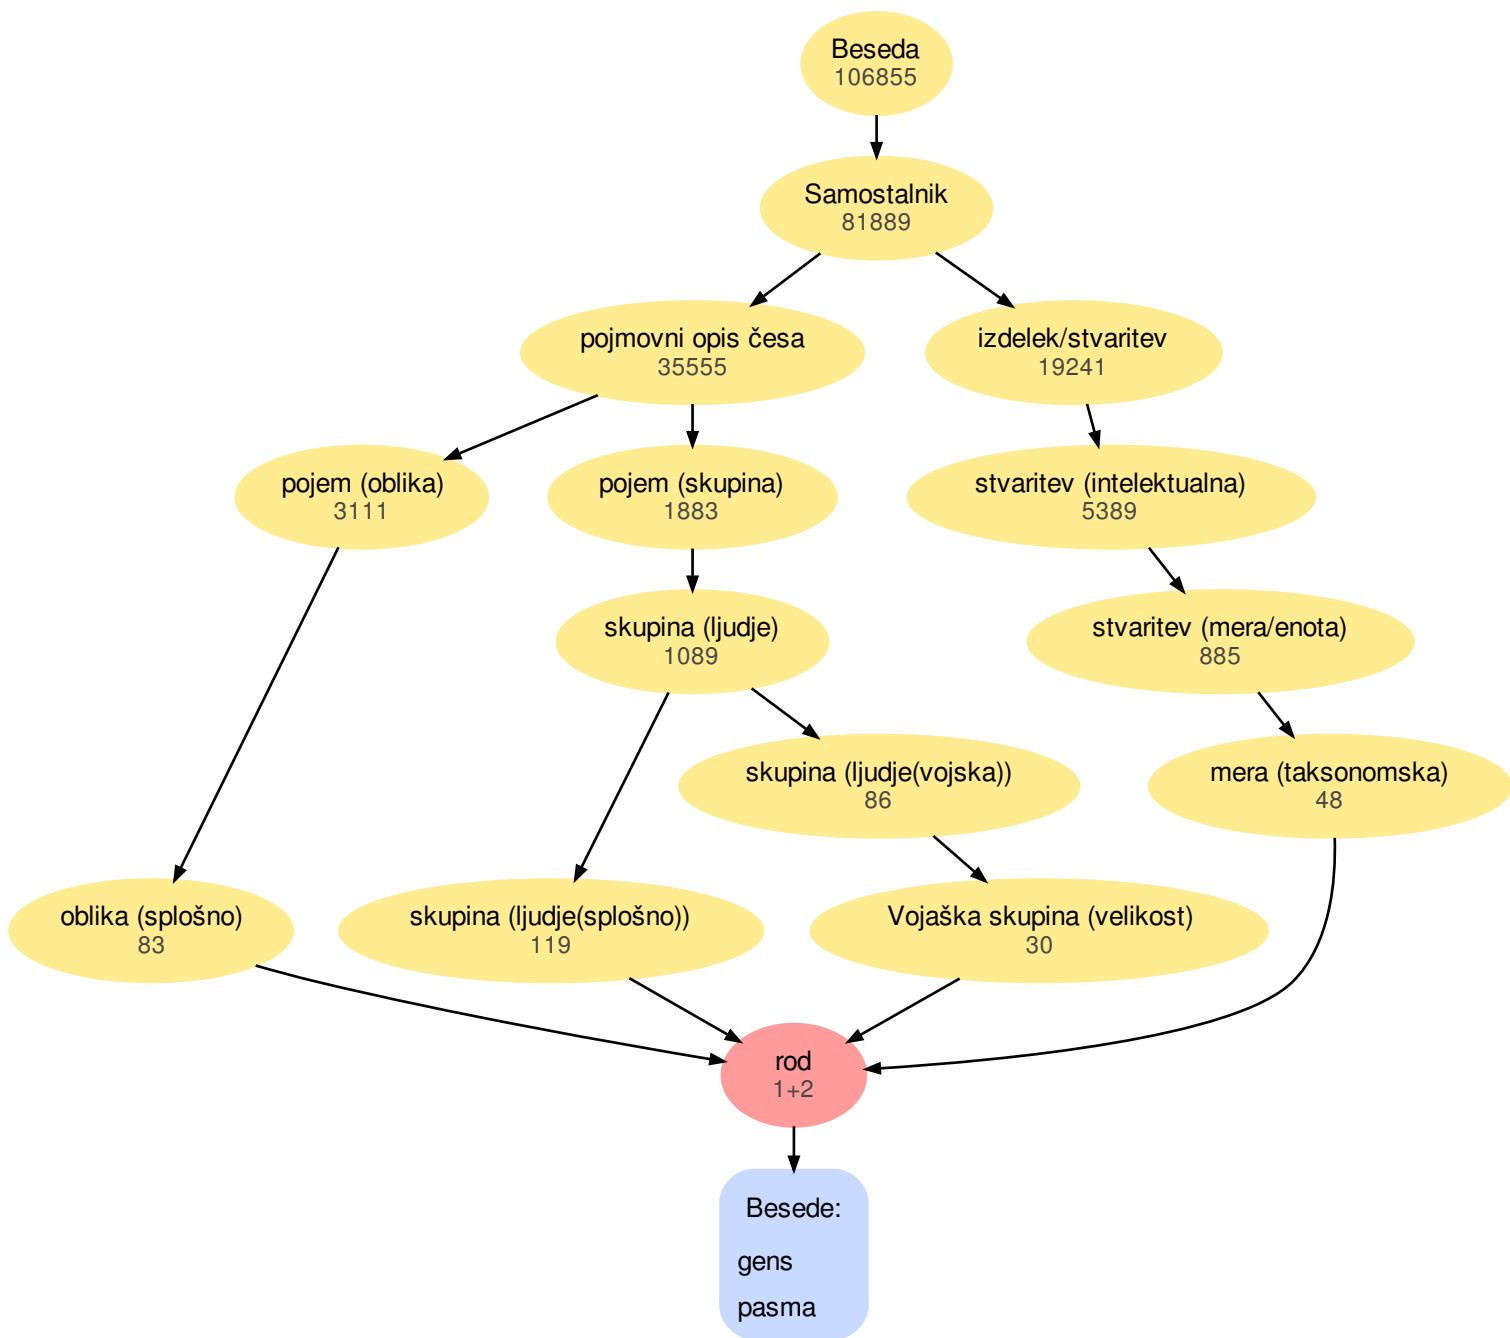 Beseda
106855
Samostalnik
81889
pojmovni opis česa
35555
izdelek/stvaritev
19241
pojem (oblika)
3111
pojem (skupina)
1883
stvaritev (intelektualna)
5389
skupina (ljudje)
1089
stvaritev (mera/enota)
885
skupina (ljudje(vojska))
86
mera (taksonomska)
48
oblika (splošno)
83
skupina (ljudje(splošno))
119
Vojaška skupina (velikost)
30
rod
1+2
Besede:
gens
pasma